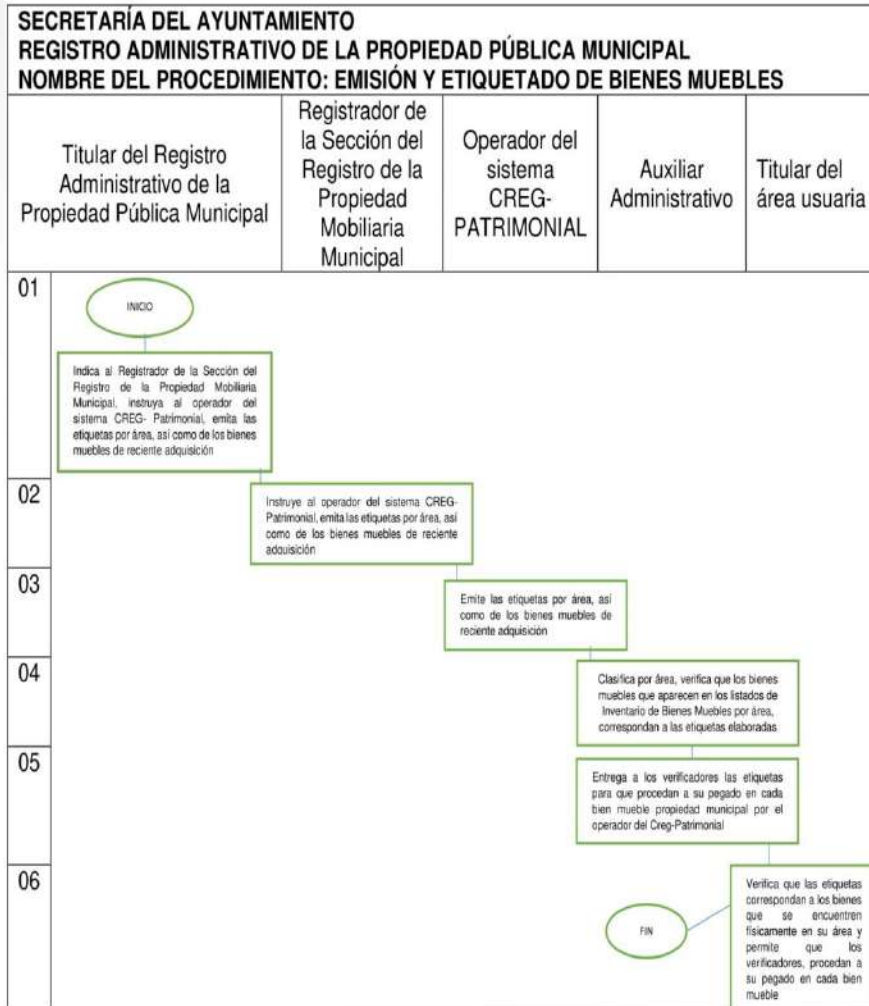 SECRETARÍA DEL AYUNTAMIENTO
REGISTRO ADMINISTRATIVO DE LA PROPIEDAD PÚBLICA MUNICIPAL
NOMBRE DEL PROCEDIMIENTO: EMISIÓN Y ETIQUETADO DE BIENES MUEBLES
Titular del Registro
Administrativo de la
Propiedad Pública Municipal
Registrador de
la Sección del
Registro de la
Propiedad
Mobiliaria
Municipal
Operador del
sistema
CREG-
PATRIMONIAL
Auxiliar
Administrativo
Titular del
área usuaria
01
INICIO
Indica al Registrador de la Sección del
Registro de la Propiedad Mobiliaria
Municipal, instruya al operador del
sistema CREG- Patrimonial, emita las
etiquetas por área, así como de los bienes
muebles de reciente adquisición
02
Instruye al operador del sistema CREG-
Patrimonial, emita las etiquetas por área, así
como de los bienes muebles de reciente
adquisición
03
Emite las etiquetas por área, así
como de los bienes muebles de
reciente adquisición
04
Clasifica por área, verifica que los bienes
muebles que aparecen en los listados de
Inventario de Bienes Muebles por área,
correspondan a las etiquetas elaboradas
05
Entrega a los verificadores las etiquetas
para que procedan a su pegado en cada
bien mueble propiedad municipal por el
operador del Creg-Patrimonial
06
Verifica que las etiquetas
correspondan a los bienes
que se encuentren
físicamente en su área y
permite que los
verificadores, procedan a
su pegado en cada bien
mueble
FIN